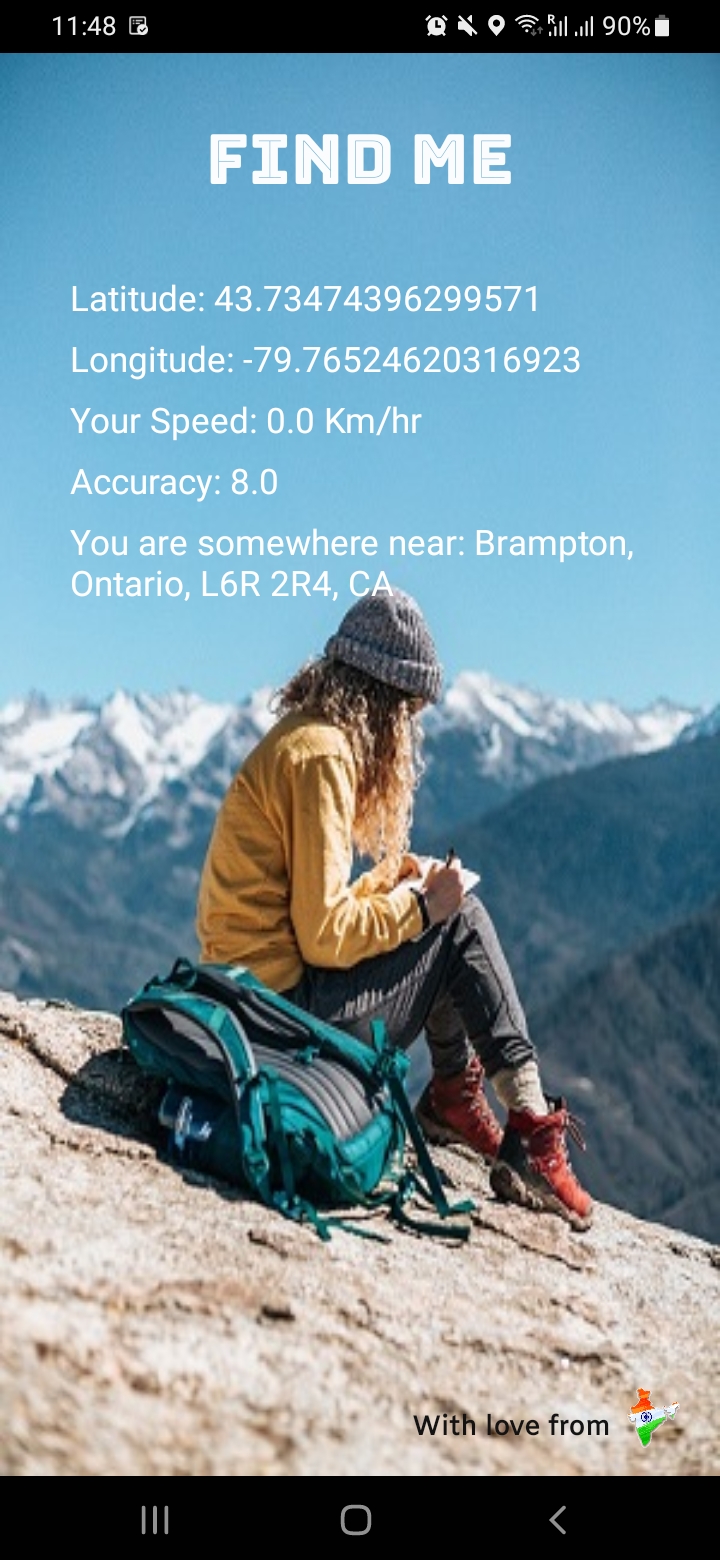 11:48
R
90%
FIND ME
Latitude: 43.73474396299571
Longitude: -79.76524620316923
Your Speed: 0.0 Km/hr
Accuracy: 8.0
You are somewhere near: Brampton,
Ontario, L6R 2R4, CA
With love from